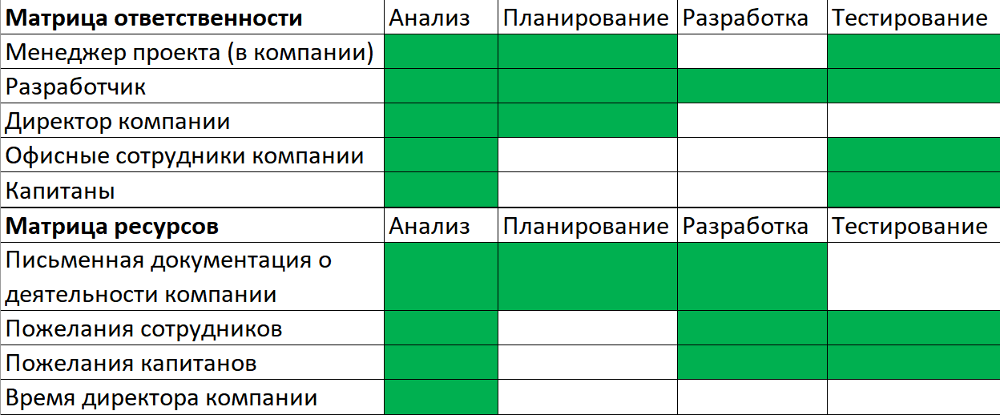 Матрица ответственности Анализ Планирование Разработка Тестирование
Менеджер проекта (в компании)
Разработчик
Директор компании
Офисные сотрудники компании
Капитаны
Матрица ресурсов Анализ Планирование Разработка Тестирование
Письменная документация о
деятельности компании
Пожелания сотрудников
Пожелания капитанов
Время директора компании